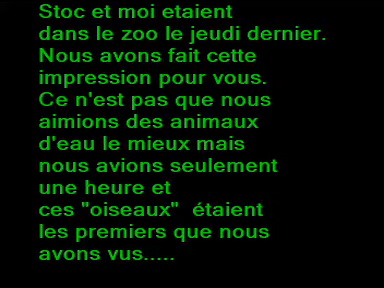 Stoc et moi etaient
dans le zoo le jeudi dernier.
Nous avons fait cette
impression pour vous.
Ce n'est pas que nous
aimions des animaux
d'eau le mieux mais
nous avions seulement
une heure et
ces "oiseaux"  étaient
les premiers que nous
avons vus.....